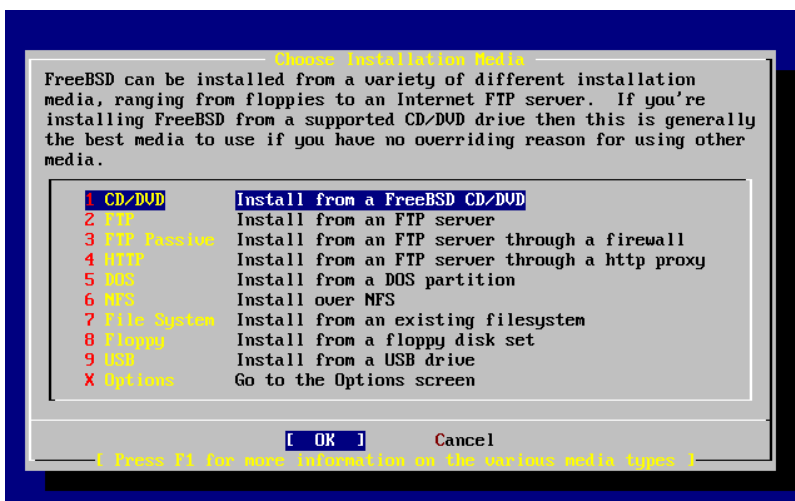 Choose Installation Media
FreeBSD can be installed from a variety of different installation
media, ranging from floppies to an Internet FTP server.  If you're
installing FreeBSD from a supported CD/DVD drive then this is generally
the best media to use if you have no overriding reason for using other
media.
1 CD/DVD Install from a FreeBSD CD/DVD
2 FTP Install from an FTP server
3 FTP Passive Install from an FTP server through a firewall
4 HTTP Install from an FTP server through a http proxy
5 DOS Install from a DOS partition
6 NFS Install over NFS
7 File System Install from an existing filesystem
8 Floppy Install from a floppy disk set
9 USB Install from a USB drive
X Options Go to the Options screen
[ OK ] Cancel
[ Press F1 for more information on the various media types ]